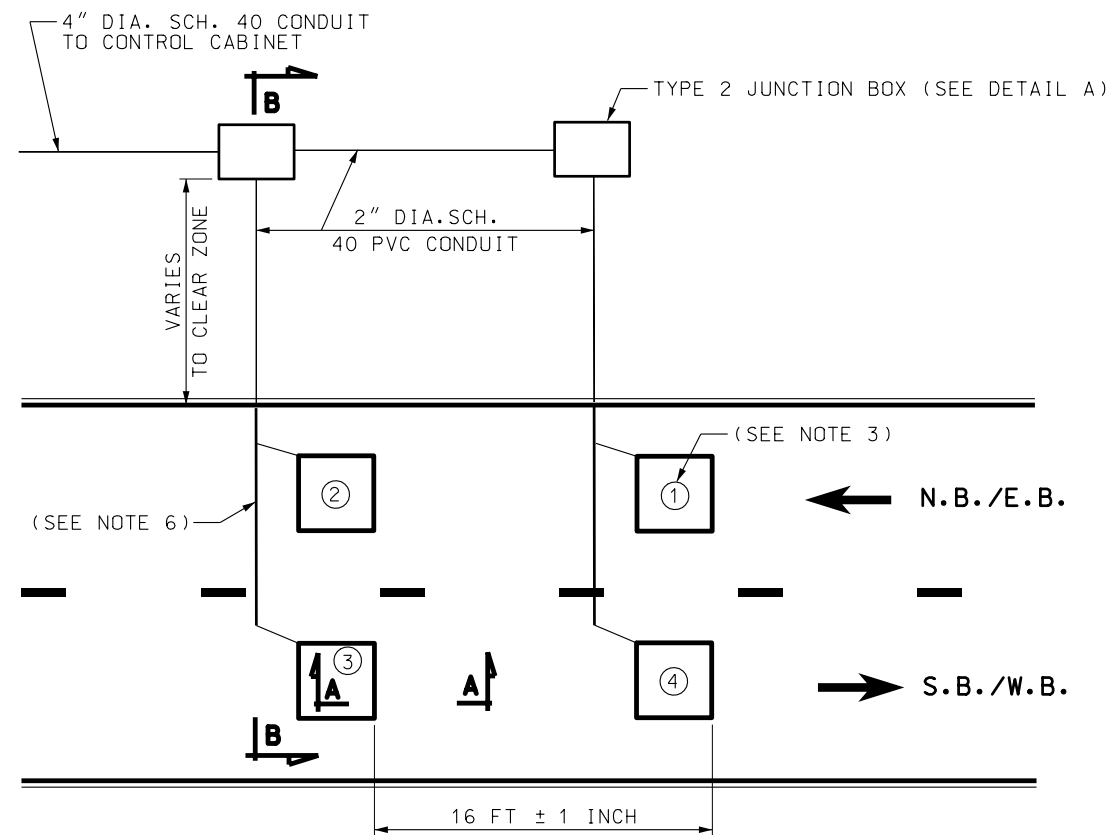 4" DIA. SCH. 40 CONDUIT
TO CONTROL CABINET
B
TYPE 2 JUNCTION BOX (SEE DETAIL A)
2" DIA.SCH.
40 PVC CONDUIT
VARIES
TO CLEAR ZONE
(SEE NOTE 3)
2
1
N.B./E.B.
(SEE NOTE 6)
3
A
A
4
S.B./W.B.
B
16 FT ± 1 INCH